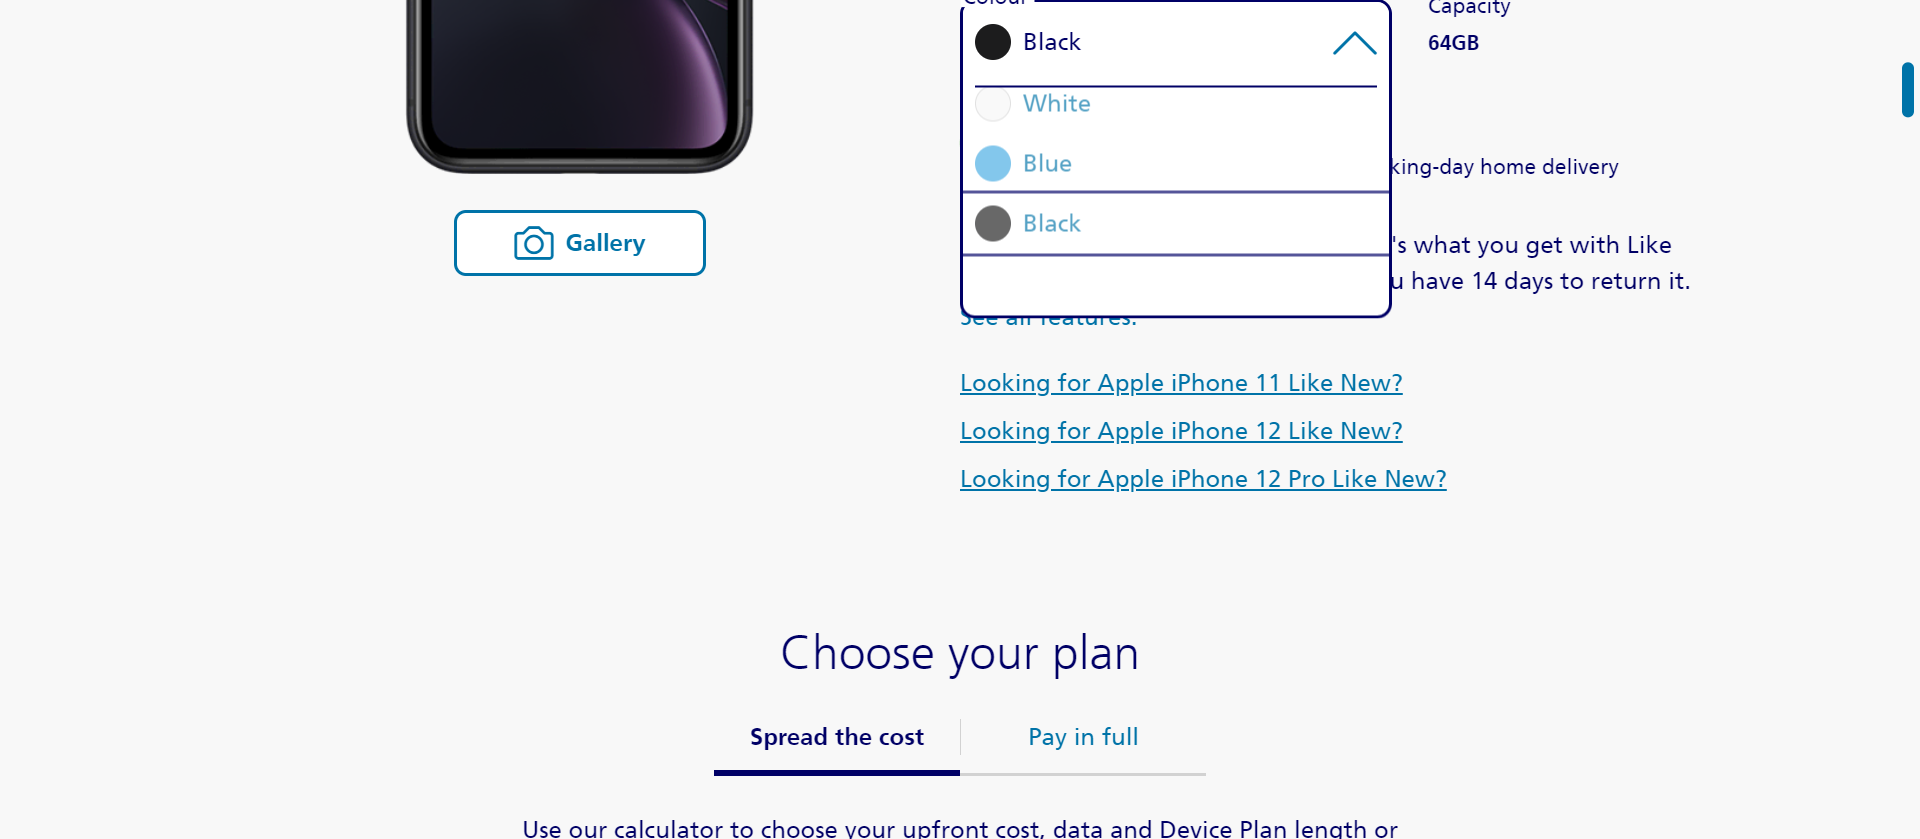 Colour
Capacity
Black
64GB
White
Blue
king-day home delivery
Black
Gallery
's what you get with Like
u have 14 days to return it.
See all features.
Looking for Apple iPhone 11 Like New?
Looking for Apple iPhone 12 Like New?
Looking for Apple iPhone 12 Pro Like New?
Choose your plan
Spread the cost
Pay in full
Use our calculator to choose your upfront cost, data and Device Plan length or